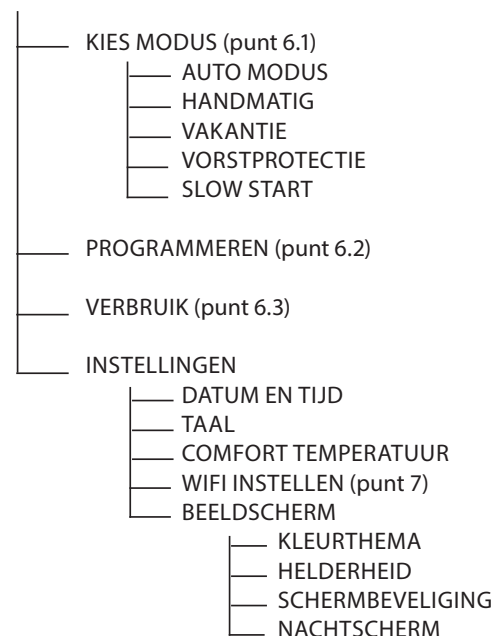 KIES MODUS (punt 6.1)
AUTO MODUS
HANDMATIG
VAKANTIE
VORSTPROTECTIE
SLOW START
PROGRAMMEREN (punt 6.2)
VERBRUIK (punt 6.3)
INSTELLINGEN
DATUM EN TIJD
TAAL
COMFORT TEMPERATUUR
WIFI INSTELLEN (punt 7)
BEELDSCHERM
KLEURTHEMA
HELDERHEID
SCHERMBEVELIGING
NACHTSCHERM